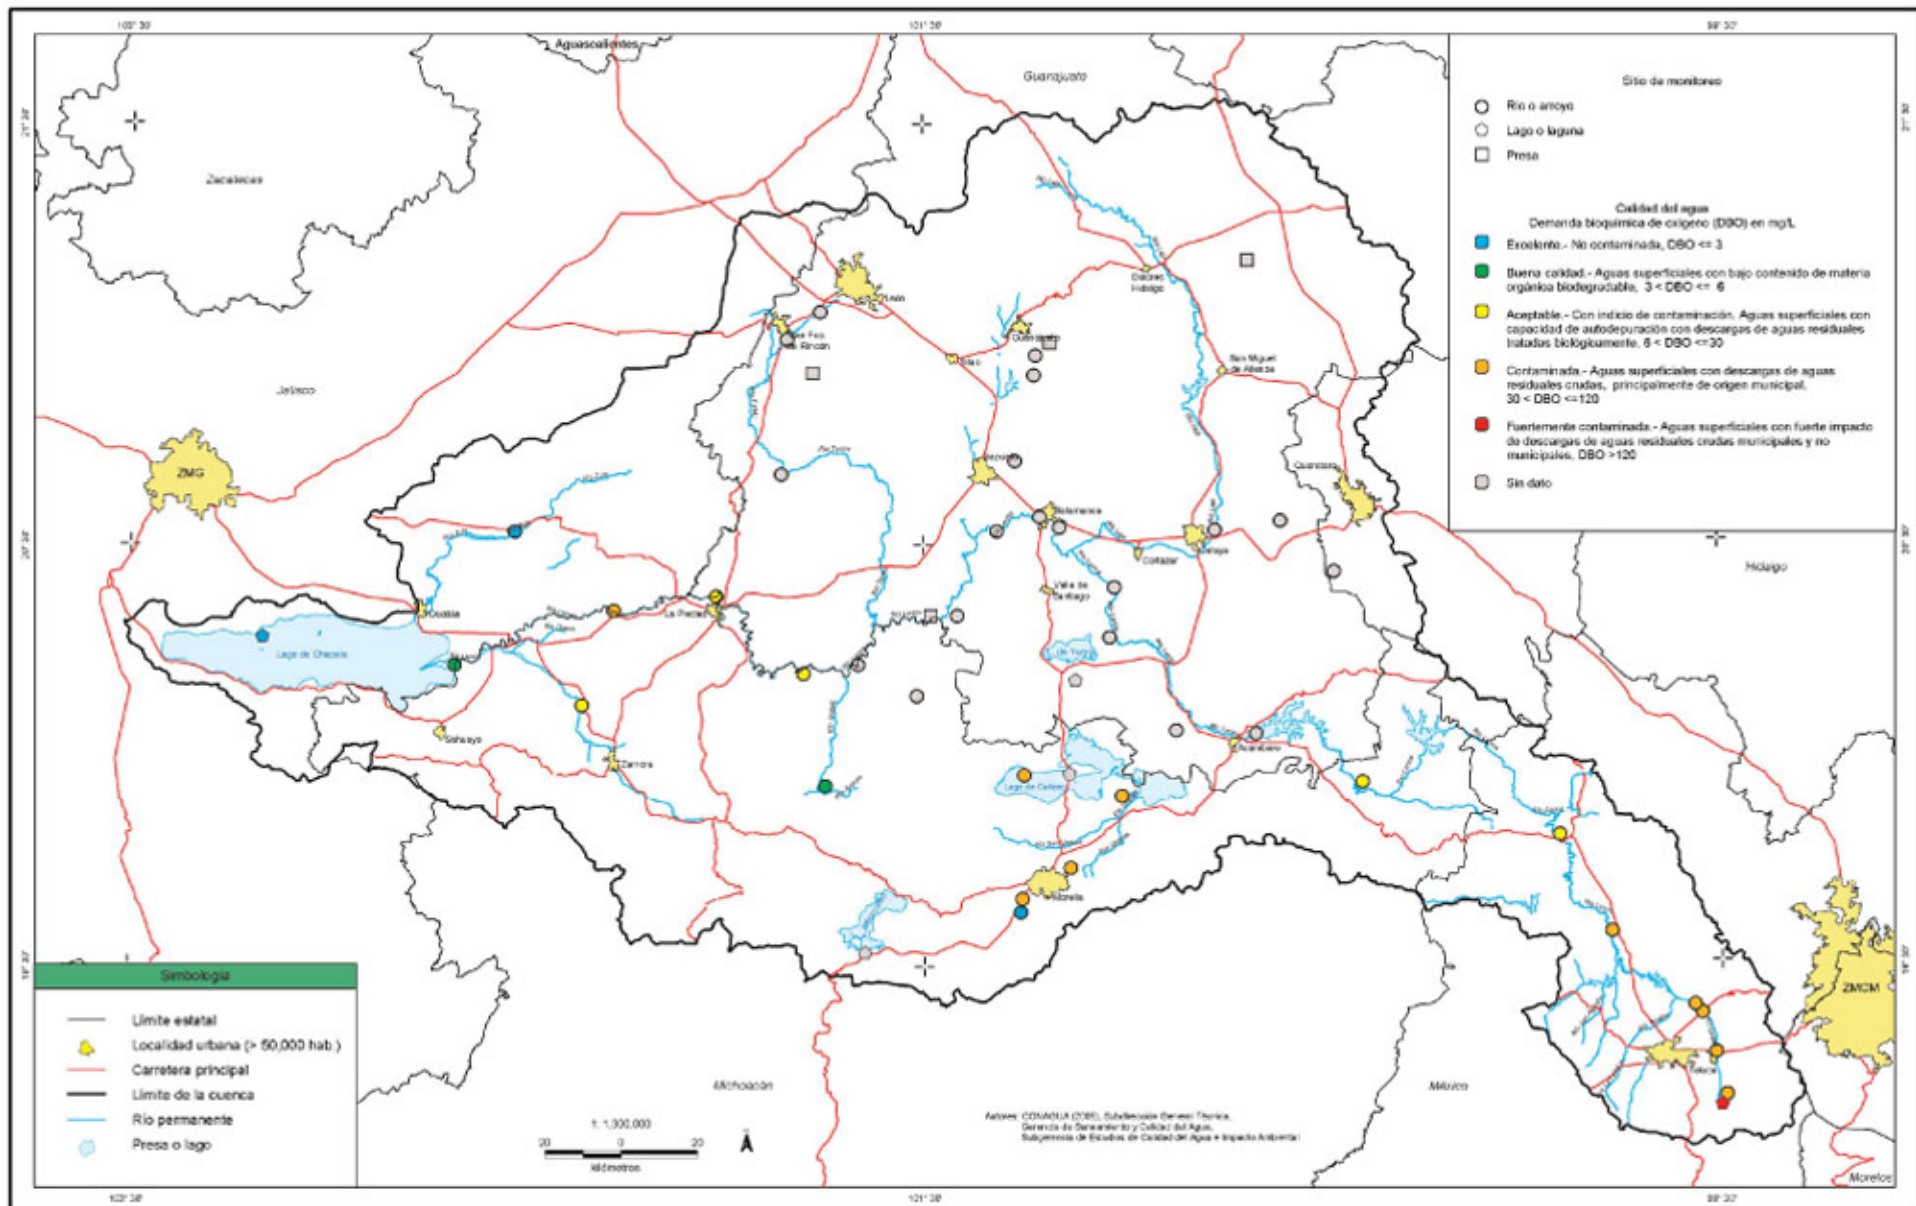 Aguascalientes
Guanajuato
Zacatecas
Jalisco
Hidalgo
Michoacán
México
Morelos
ZMG
ZMCM
León
San Fco.
de Rincón
Guanajuato
Silao
Dolores
Hidalgo
San Miguel
de Allende
Querétaro
Irapuato
Salamanca
Celaya
Cortázar
Valle de
Santiago
La Piedad
Ocotlán
Lago de Chapala
Sahuayo
Zamora
Acámbaro
Lago de Cuitzeo
Morelia
Toluca
Sitio de monitoreo
Río o arroyo
Lago o laguna
Presa
Calidad del agua
Demanda bioquímica de oxígeno (DBO) en mg/L
Excelente.- No contaminada, DBO <= 3
Buena calidad.- Aguas superficiales con bajo contenido de materia
orgánica biodegradable, 3 < DBO <= 6
Aceptable.- Con indicio de contaminación. Aguas superficiales con
capacidad de autodepuración con descargas de aguas residuales
tratadas biológicamente, 6 < DBO <=30
Contaminada.- Aguas superficiales con descargas de aguas
residuales crudas, principalmente de origen municipal.
30 < DBO <=120
Fuertemente contaminada.- Aguas superficiales con fuerte impacto
de descargas de aguas residuales crudas municipales y no
municipales, DBO >120
Sin dato
Simbología
Límite estatal
Localidad urbana (> 50,000 hab.)
Carretera principal
Límite de la cuenca
Río permanente
Presa o lago
1: 1,300,000
20 0 20
kilómetros
Autores: CONAGUA (2005), Subdirección General Técnica,
Gerencia de Saneamiento y Calidad del Agua,
Subgerencia de Estudios de Calidad del Agua e Impacto Ambiental